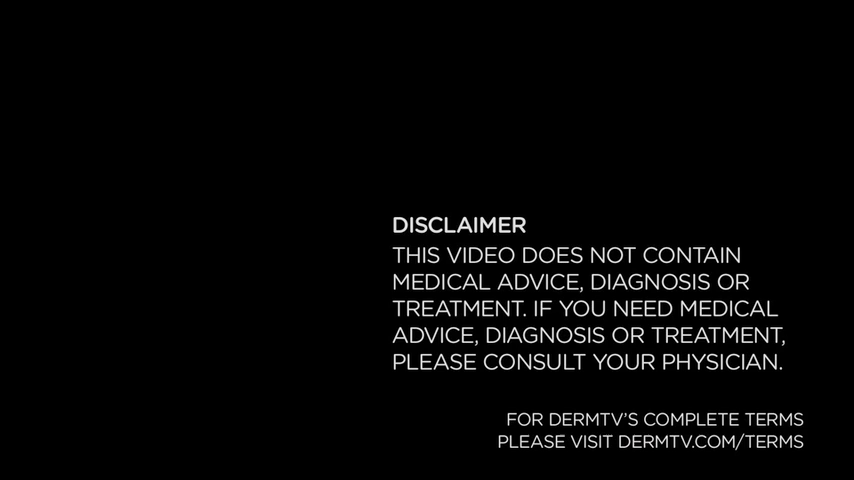 DISCLAIMER
THIS VIDEO DOES NOT CONTAIN
MEDICAL ADVICE, DIAGNOSIS OR
TREATMENT. IF YOU NEED MEDICAL
ADVICE, DIAGNOSIS OR TREATMENT,
PLEASE CONSULT YOUR PHYSICIAN.
FOR DERMTV'S COMPLETE TERMS
PLEASE VISIT DERMTV.COM/TERMS